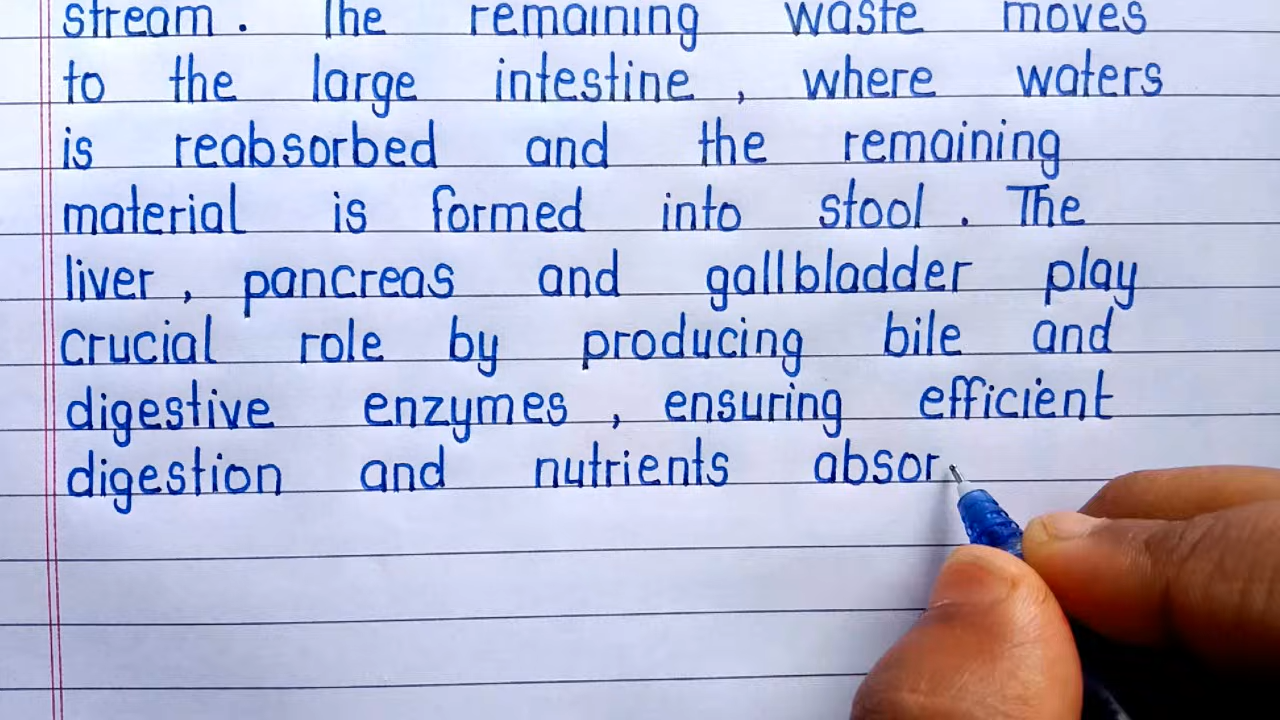 stream. The remaining waste moves
to the large intestine, where waters
is reabsorbed and the remaining
material is formed into stool. The
liver, pancreas and gallbladder play
crucial role by producing bile and
digestive enzymes, ensuring efficient
digestion and nutrients absor